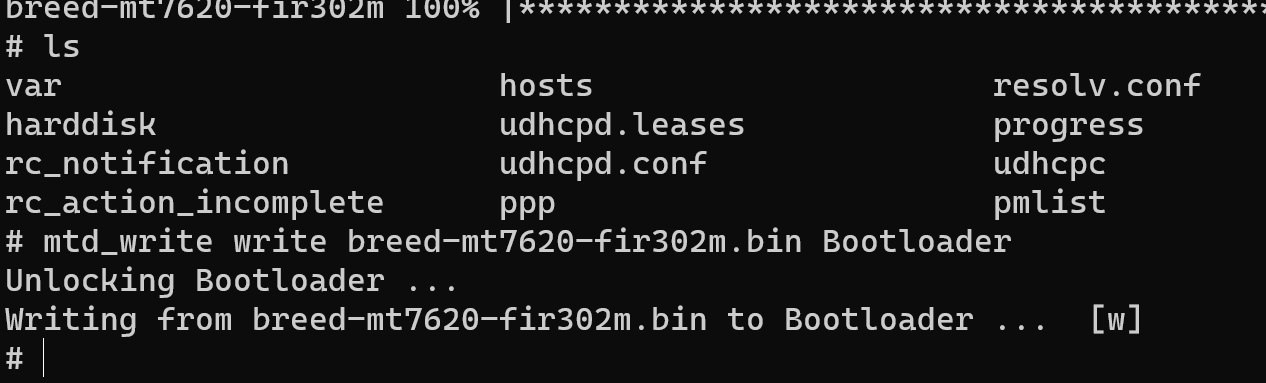 breed-mt7620-fir302m 100% |****************************************
# ls
var hosts resolv.conf
harddisk udhcpd.leases progress
rc_notification udhcpd.conf udhcpc
rc_action_incomplete ppp pmlist
# mtd_write write breed-mt7620-fir302m.bin Bootloader
Unlocking Bootloader ...
Writing from breed-mt7620-fir302m.bin to Bootloader ...  [w]
#